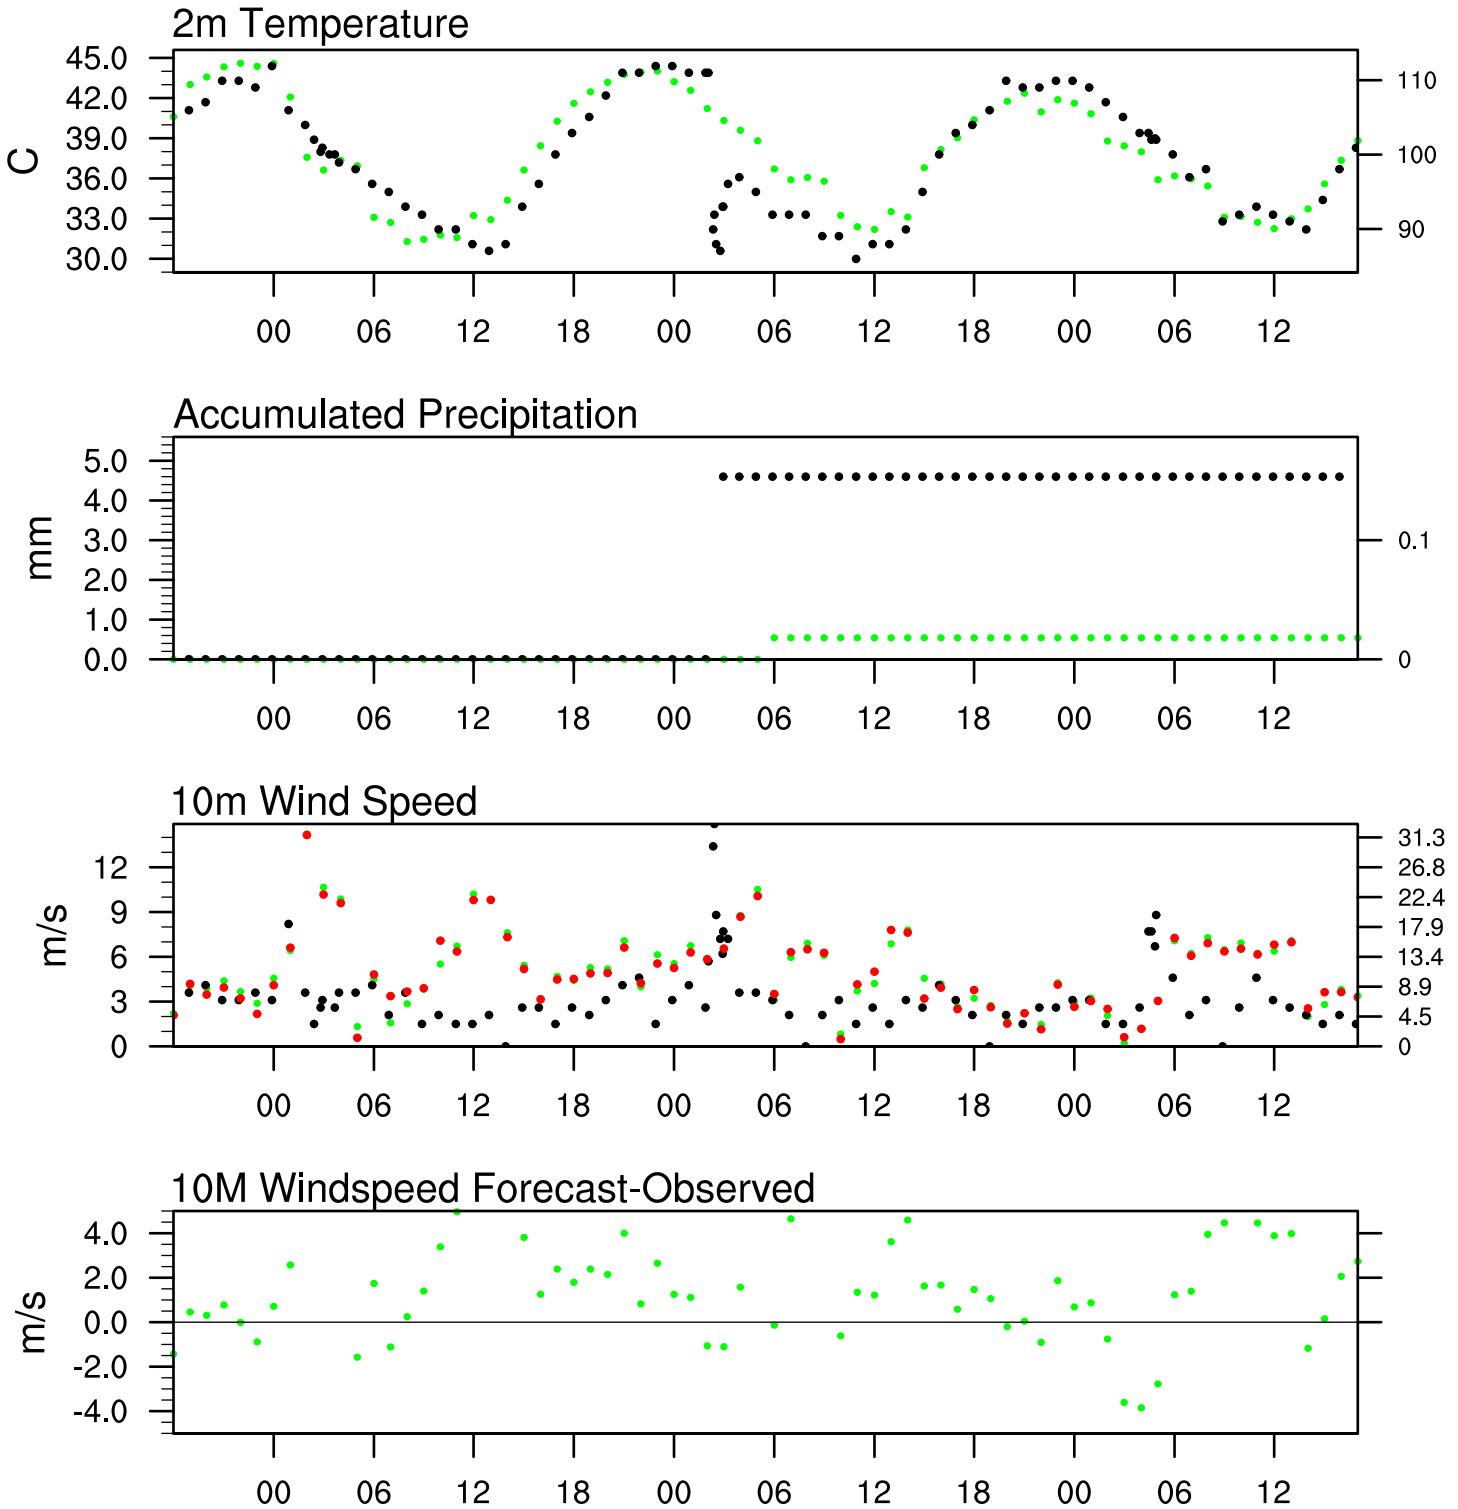 2m Temperature
45.0
42.0
39.0
36.0
33.0
30.0
C
110
100
90
00 06 12 18 00 06 12 18 00 06 12
Accumulated Precipitation
5.0
4.0
3.0
2.0
1.0
0.0
mm
0.1
0
00 06 12 18 00 06 12 18 00 06 12
10m Wind Speed
12
9
6
3
0
m/s
31.3
26.8
22.4
17.9
13.4
8.9
4.5
0
00 06 12 18 00 06 12 18 00 06 12
10M Windspeed Forecast-Observed
4.0
2.0
0.0
-2.0
-4.0
m/s
00 06 12 18 00 06 12 18 00 06 12